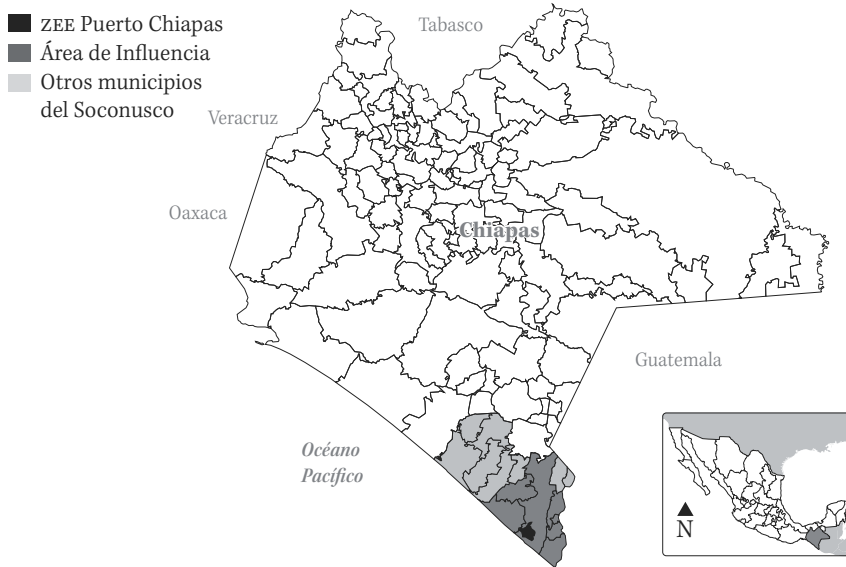 ZEE Puerto Chiapas
Área de Influencia
Otros municipios
del Soconusco
Tabasco
Veracruz
Oaxaca
Chiapas
Guatemala
Océano
Pacífico
N